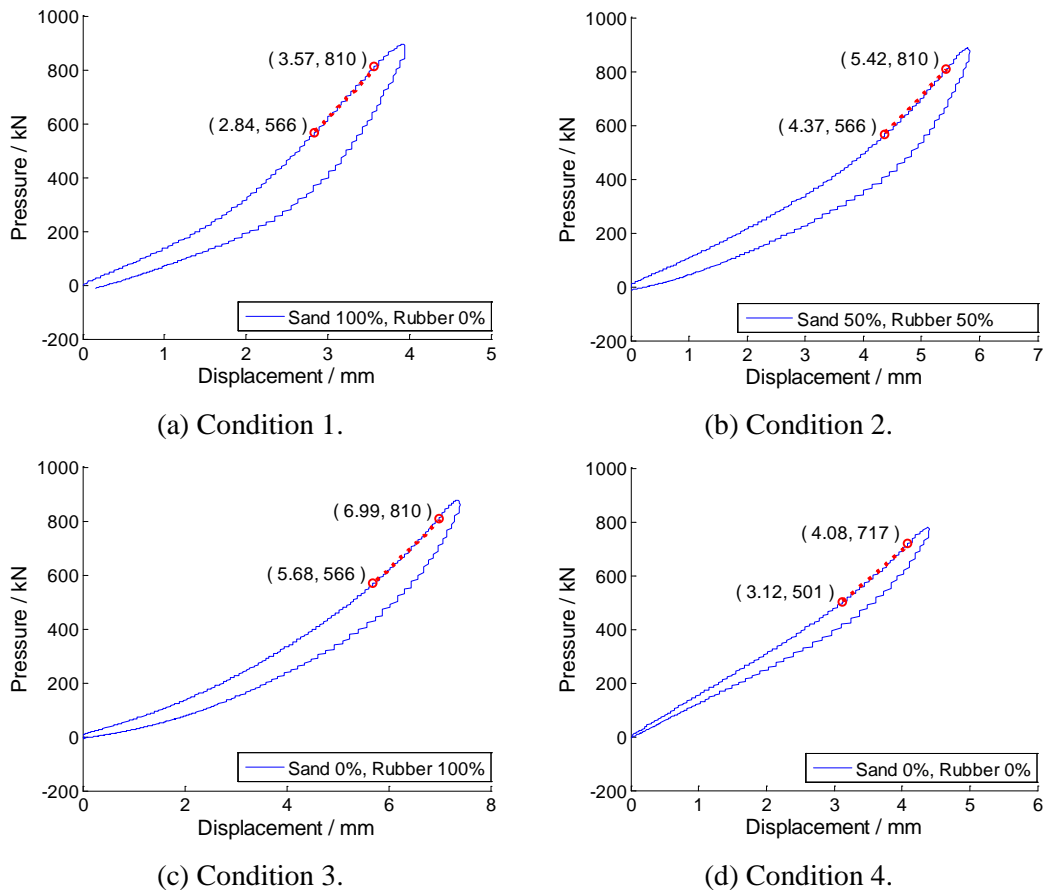 1000
800
600
400
200
0
-200
Pressure / kN
( 3.57, 810 )
( 2.84, 566 )
Sand 100%, Rubber 0%
0 1 2 3 4 5
Displacement / mm
(a) Condition 1.
1000
800
600
400
200
0
-200
Pressure / kN
( 5.42, 810 )
( 4.37, 566 )
Sand 50%, Rubber 50%
0 1 2 3 4 5 6 7
Displacement / mm
(b) Condition 2.
1000
800
600
400
200
0
-200
Pressure / kN
( 6.99, 810 )
( 5.68, 566 )
Sand 0%, Rubber 100%
0 2 4 6 8
Displacement / mm
(c) Condition 3.
1000
800
600
400
200
0
-200
Pressure / kN
( 4.08, 717 )
( 3.12, 501 )
Sand 0%, Rubber 0%
0 1 2 3 4 5 6
Displacement / mm
(d) Condition 4.